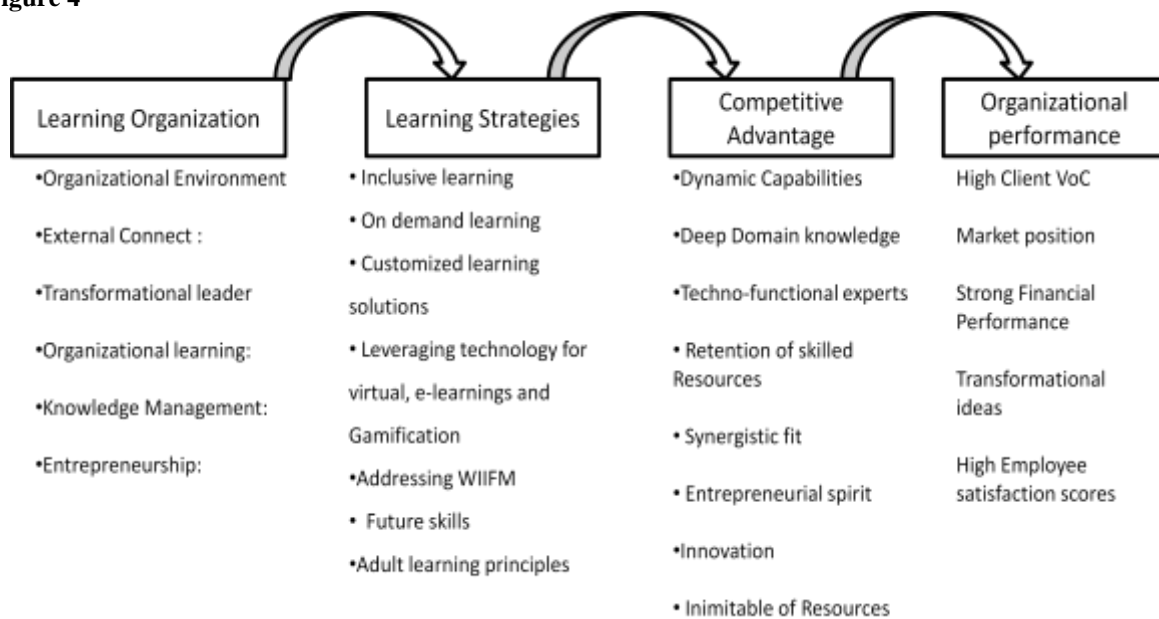 Figure 4
Learning Organization
•Organizational Environment
•External Connect :
•Transformational leader
•Organizational learning:
•Knowledge Management:
•Entrepreneurship:
Learning Strategies
• Inclusive learning
• On demand learning
• Customized learning
solutions
• Leveraging technology for
virtual, e-learnings and
Gamification
•Addressing WIIFM
• Future skills
•Adult learning principles
Competitive
Advantage
•Dynamic Capabilities
•Deep Domain knowledge
•Techno-functional experts
• Retention of skilled
Resources
• Synergistic fit
• Entrepreneurial spirit
•Innovation
• Inimitable of Resources
Organizational
performance
High Client VoC
Market position
Strong Financial
Performance
Transformational
ideas
High Employee
satisfaction scores